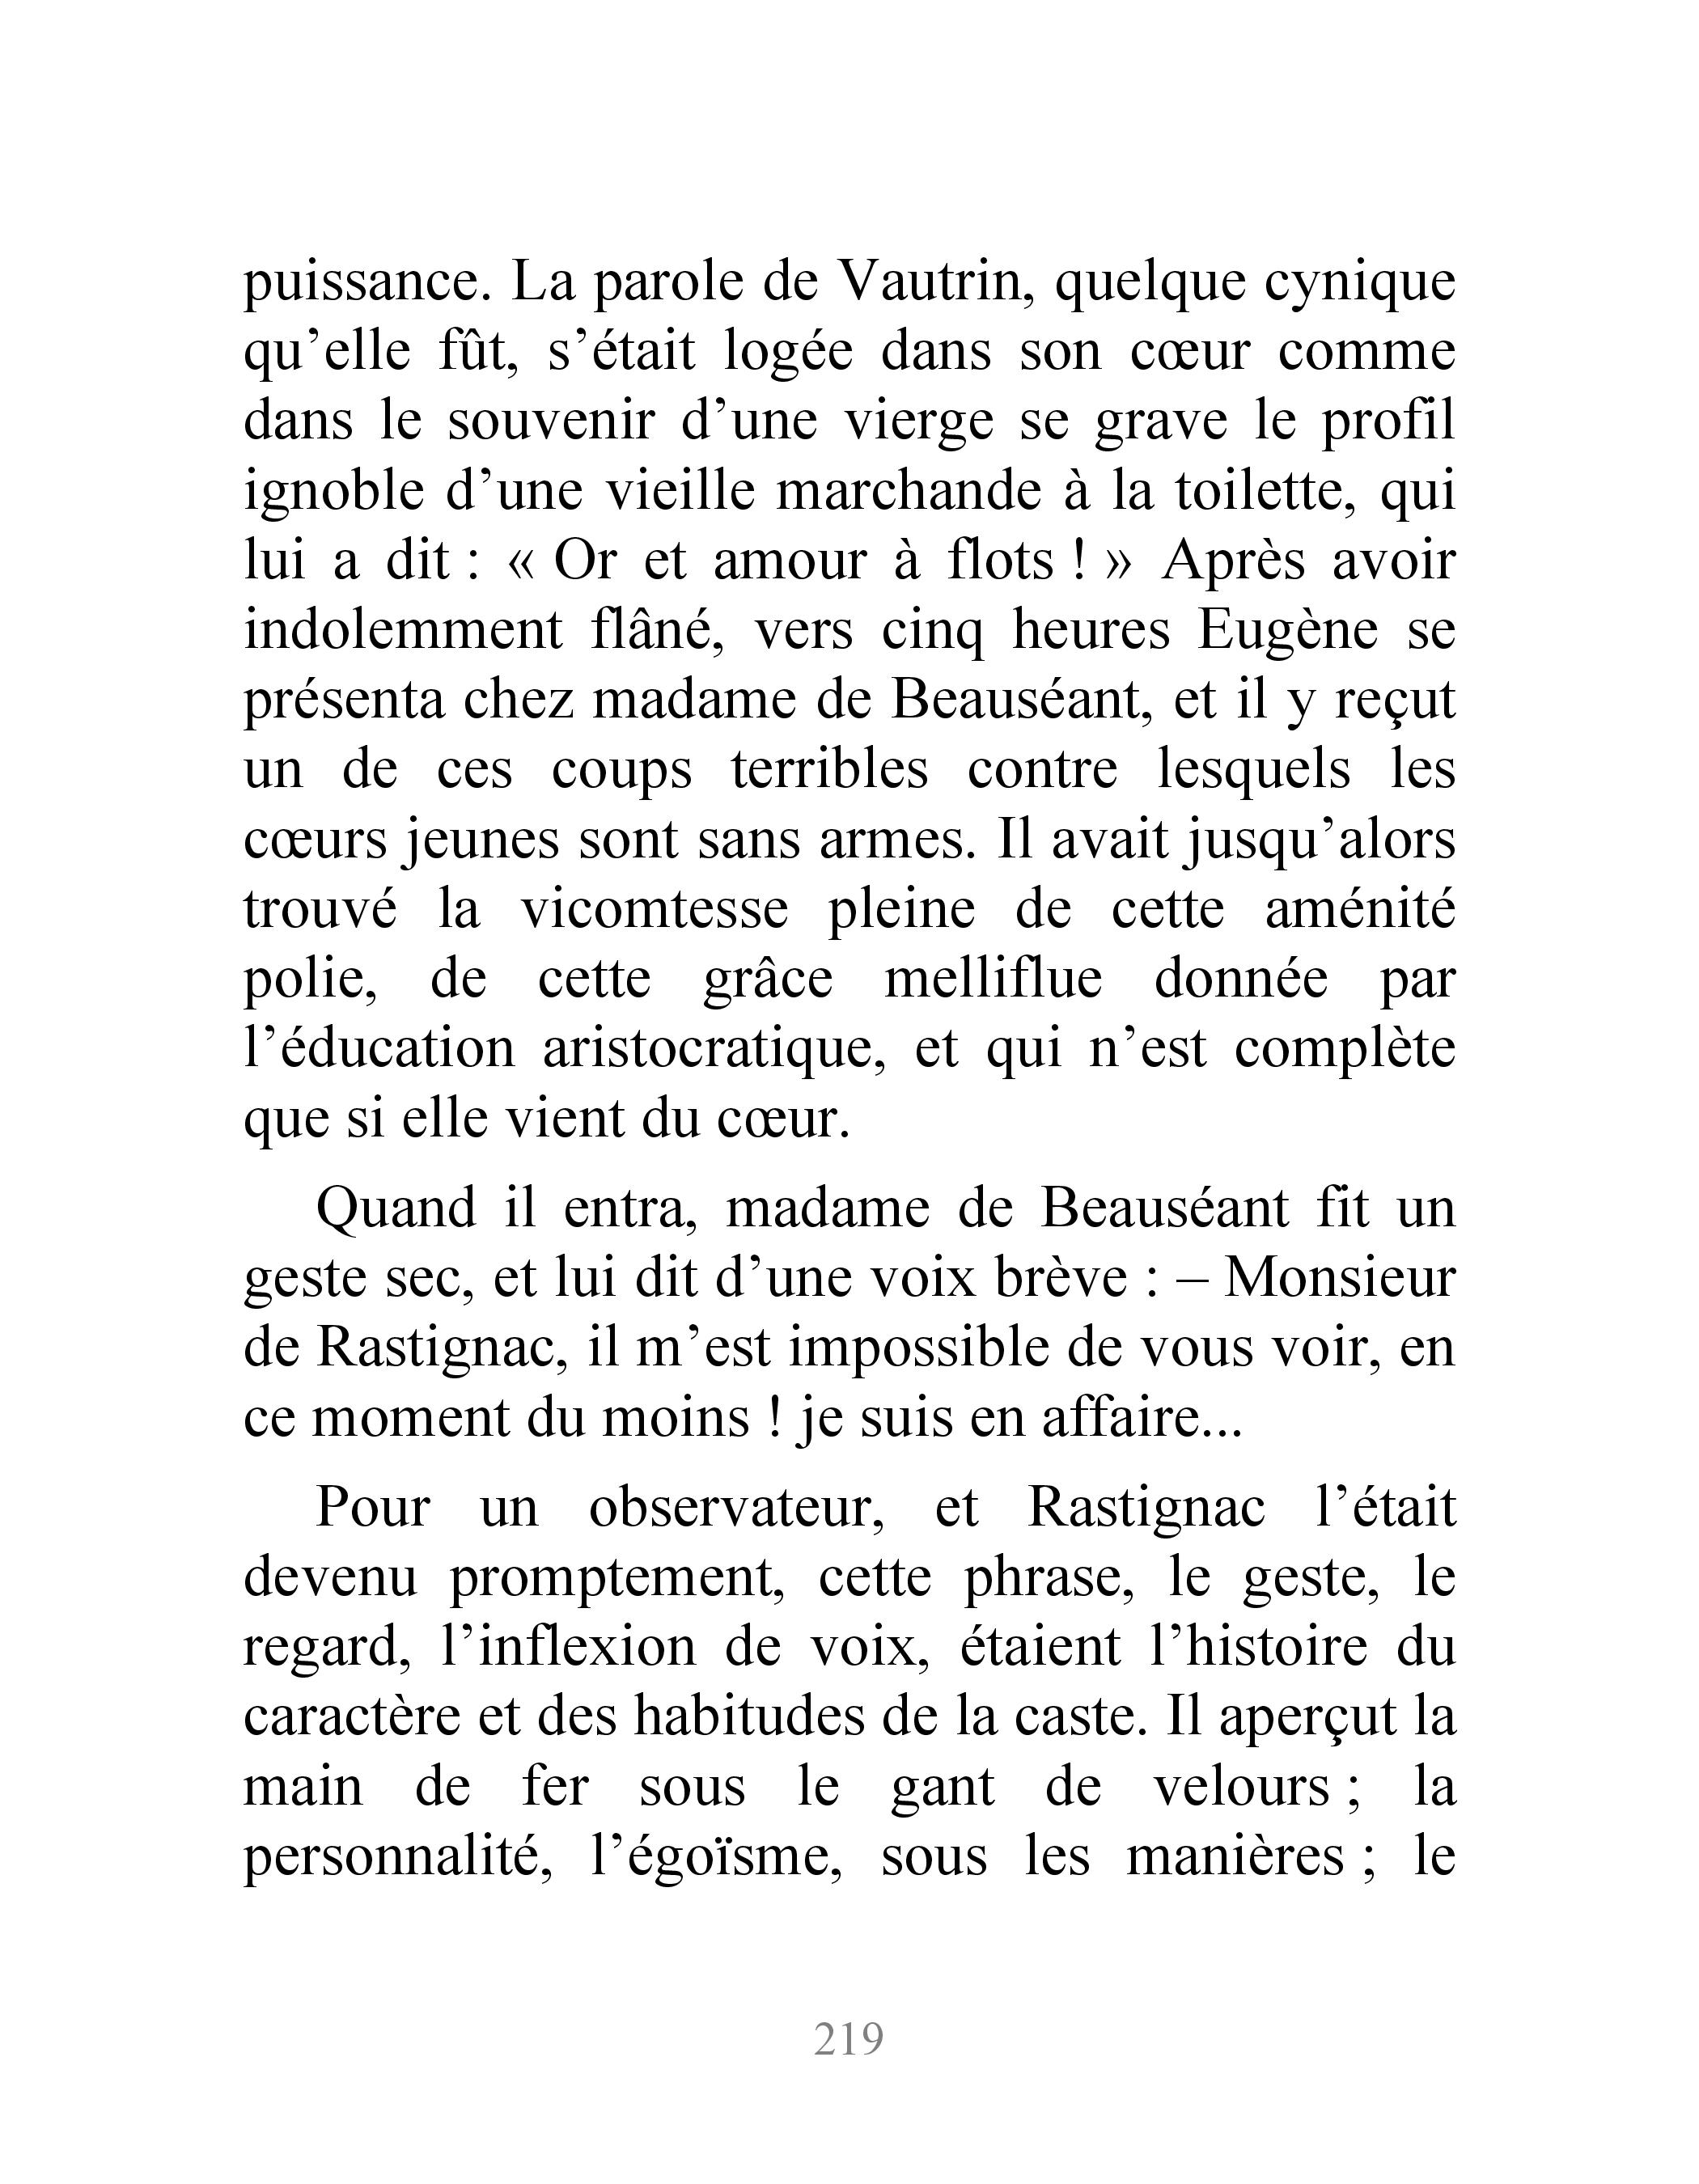 puissance. La parole de Vautrin, quelque cynique
qu’elle fût, s’était logée dans son cœur comme
dans le souvenir d’une vierge se grave le profil
ignoble d’une vieille marchande à la toilette, qui
lui a dit : « Or et amour à flots ! » Après avoir
indolemment flâné, vers cinq heures Eugène se
présenta chez madame de Beauséant, et il y reçut
un de ces coups terribles contre lesquels les
cœurs jeunes sont sans armes. Il avait jusqu’alors
trouvé la vicomtesse pleine de cette aménité
polie, de cette grâce melliflue donnée par
l’éducation aristocratique, et qui n’est complète
que si elle vient du cœur.
Quand il entra, madame de Beauséant fit un
geste sec, et lui dit d’une voix brève : – Monsieur
de Rastignac, il m’est impossible de vous voir, en
ce moment du moins ! je suis en affaire...
Pour un observateur, et Rastignac l’était
devenu promptement, cette phrase, le geste, le
regard, l’inflexion de voix, étaient l’histoire du
caractère et des habitudes de la caste. Il aperçut la
main de fer sous le gant de velours ; la
personnalité, l’égoïsme, sous les manières ; le
219